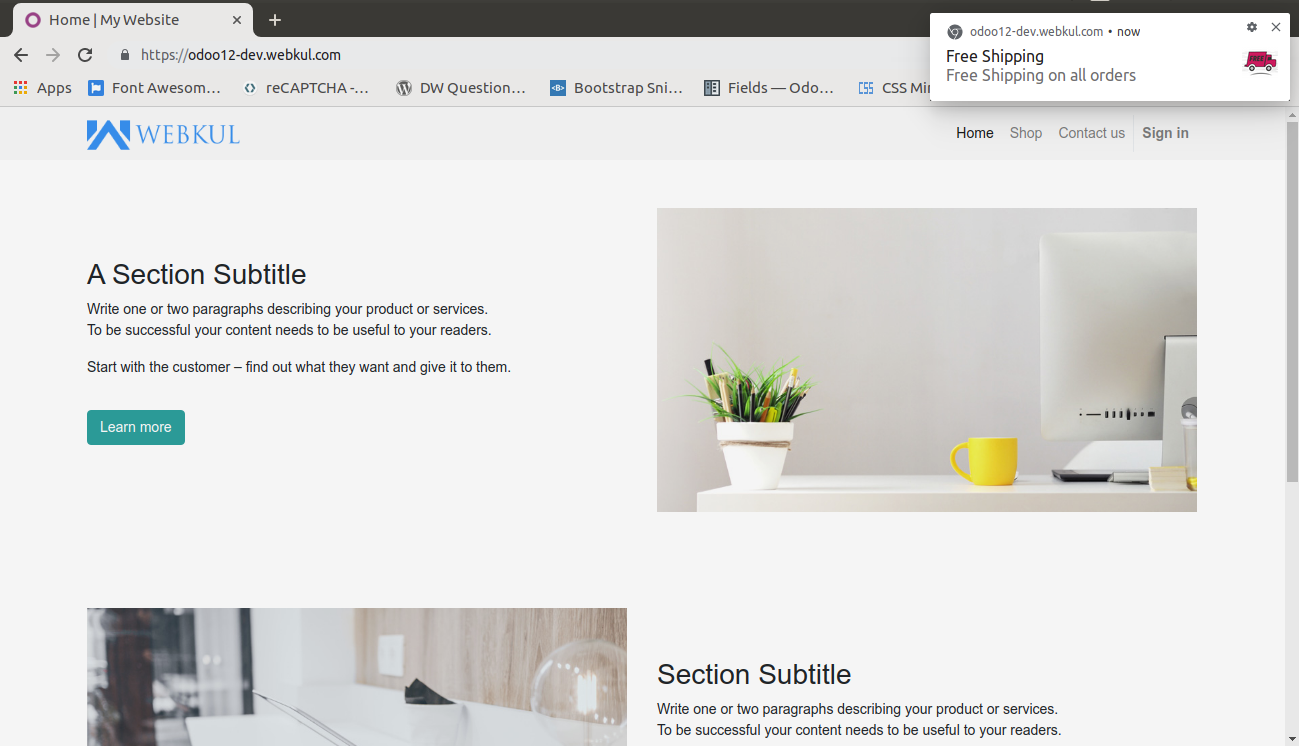 Home | My Website
https://odoo12-dev.webkul.com
Apps
Font Awesom...
reCAPTCHA -...
DW Question...
Bootstrap Sni...
Fields — Odo...
CSS Mi
odoo12-dev.webkul.com • now
Free Shipping
Free Shipping on all orders
FREE
WEBKUL
Home
Shop
Contact us
Sign in
A Section Subtitle
Write one or two paragraphs describing your product or services.
To be successful your content needs to be useful to your readers.
Start with the customer – find out what they want and give it to them.
Learn more
Section Subtitle
Write one or two paragraphs describing your product or services.
To be successful your content needs to be useful to your readers.